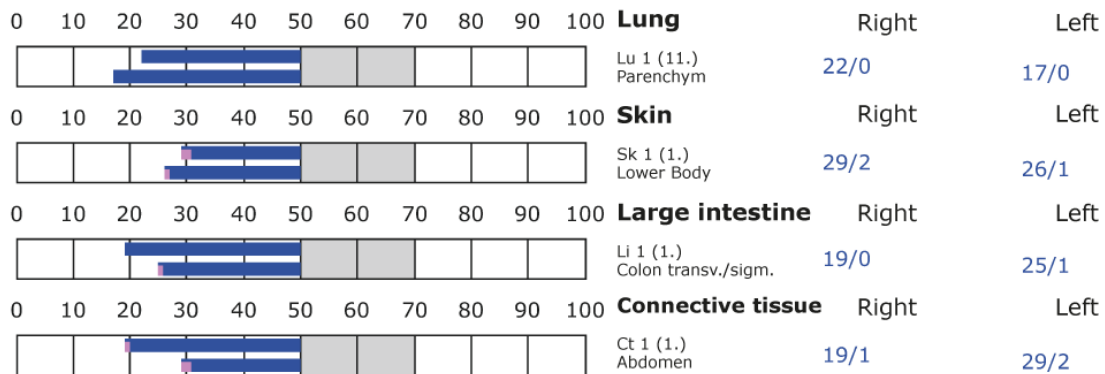 0 10 20 30 40 50 60 70 80 90 100 Lung Right Left
Lu 1 (11.)
Parenchym
22/0 17/0
0 10 20 30 40 50 60 70 80 90 100 Skin Right Left
Sk 1 (1.)
Lower Body
29/2 26/1
0 10 20 30 40 50 60 70 80 90 100 Large intestine Right Left
Li 1 (1.)
Colon transv./sigm.
19/0 25/1
0 10 20 30 40 50 60 70 80 90 100 Connective tissue Right Left
Ct 1 (1.)
Abdomen
19/1 29/2